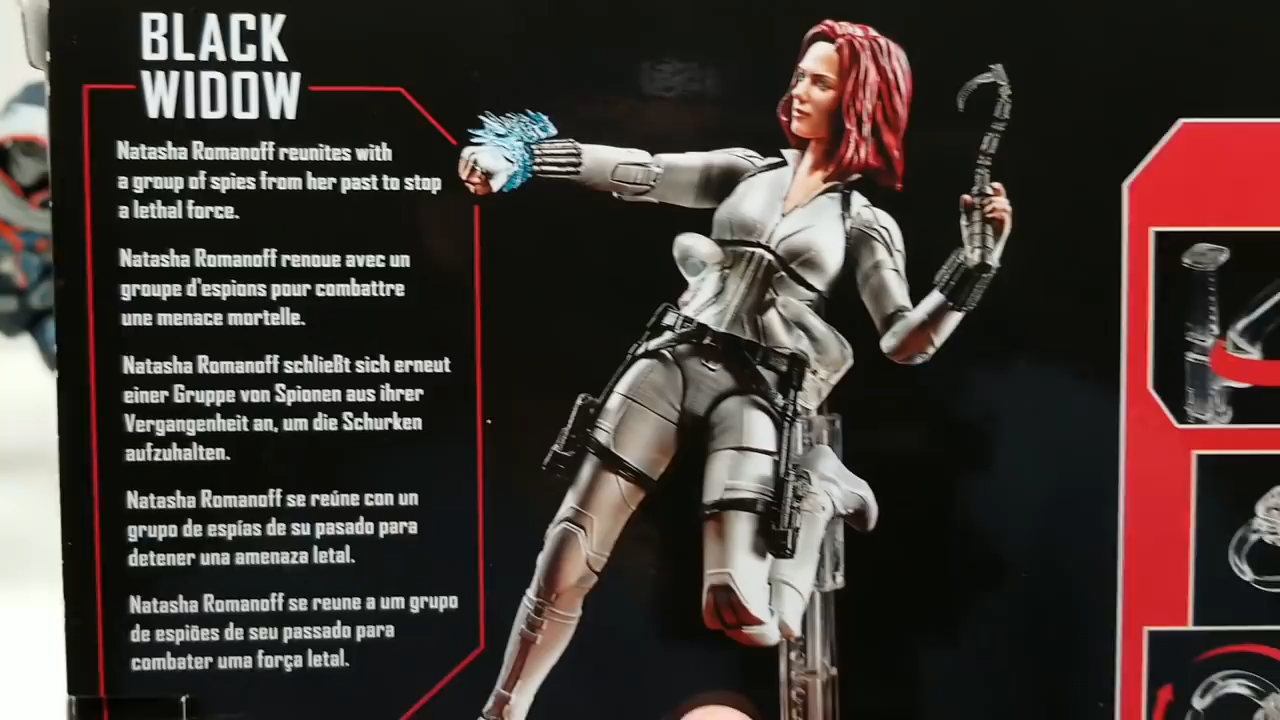 BLACK
WIDOW
Natasha Romanoff reunites with
a group of spies from her past to stop
a lethal force.
Natasha Romanoff renoue avec un
groupe d'espions pour combattre
une menace mortelle.
Natasha Romanoff schließt sich erneut
einer Gruppe von Spionen aus ihrer
Vergangenheit an, um die Schurken
aufzuhalten.
Natasha Romanoff se reúne con un
grupo de espías de su pasado para
detener una amenaza letal.
Natasha Romanoff se reune a um grupo
de espiões de seu passado para
combater uma força letal.